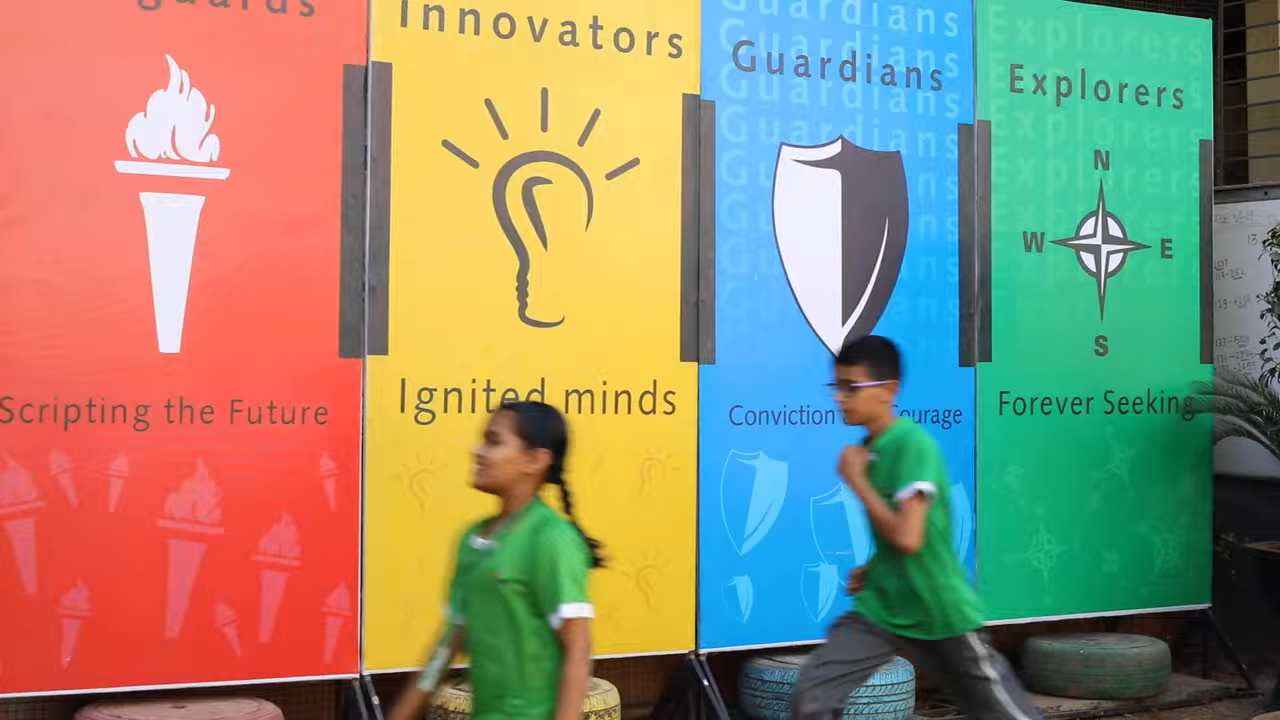 Innovators
Guardians
Explorers
N
W E
S
Scripting the Future
Ignited minds
Conviction
Forever Seeking